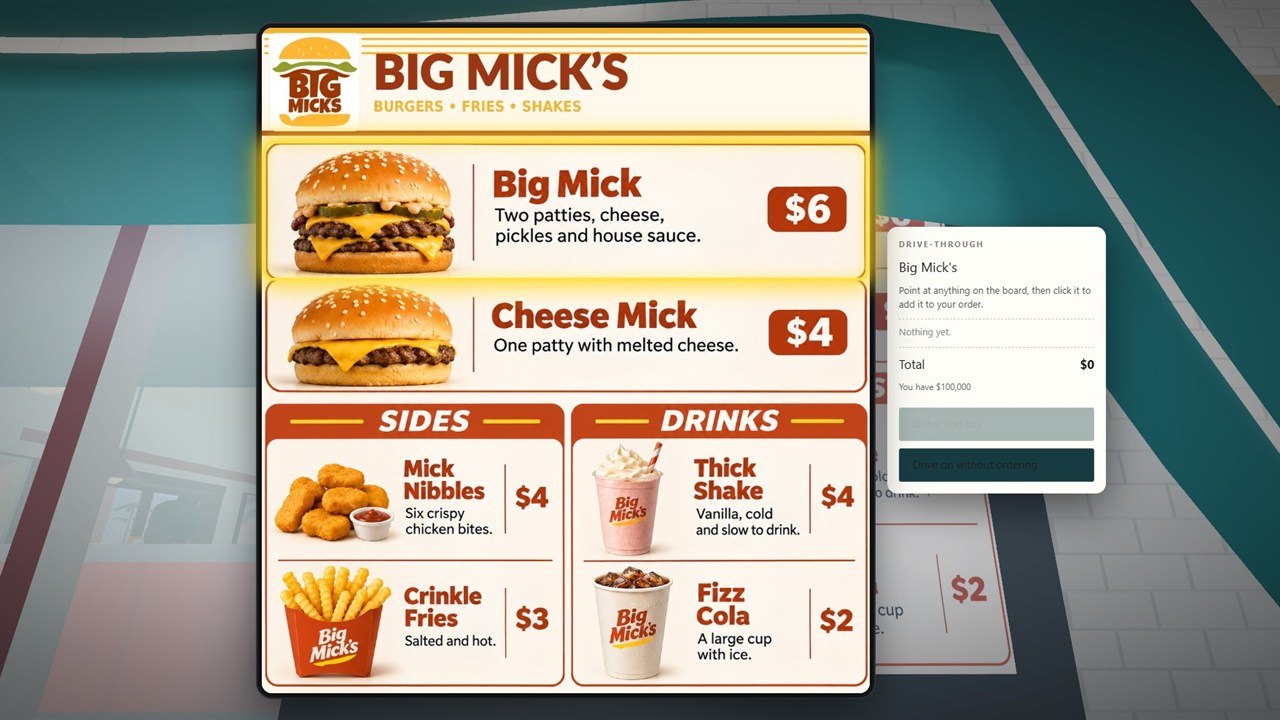 BIG
MICKS
BIG MICK'S
BURGERS • FRIES • SHAKES
Big Mick
Two patties, cheese,
pickles and house sauce.
$6
Cheese Mick
One patty with melted cheese.
$4
SIDES
Mick
Nibbles
Six crispy
chicken bites.
$4
Crinkle
Fries
Salted and hot.
$3
Big
Mick's
DRINKS
Thick
Shake
Vanilla, cold
and slow to drink.
$4
Big
Mick's
Fizz
Cola
A large cup
with ice.
$2
Big
Mick's
DRIVE-THROUGH
Big Mick's
Point at anything on the board, then click it to
add it to your order.
Nothing yet.
Total
$0
You have $100,000
Order and pay
Drive on without ordering
$2
cup